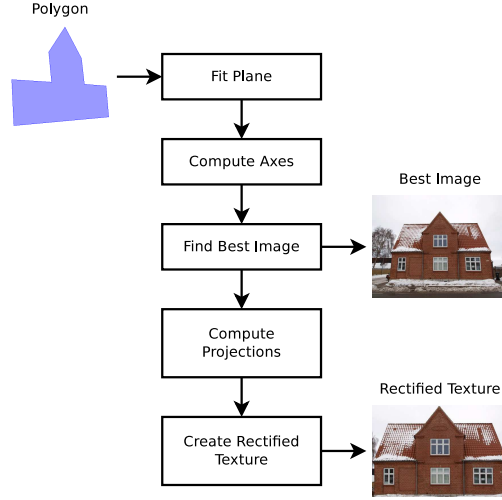 Polygon
Fit Plane
Compute Axes
Best Image
Find Best Image
Compute
Projections
Rectified Texture
Create Rectified
Texture